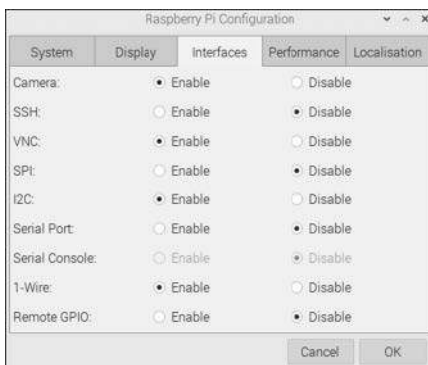 Raspberry Pi Configuration
System Display Interfaces Performance Localisation
Camera: Enable Disable
SSH: Enable Disable
VNC: Enable Disable
SPI: Enable Disable
I2C: Enable Disable
Serial Port: Enable Disable
Serial Console: Enable Disable
1-Wire: Enable Disable
Remote GPIO: Enable Disable
Cancel OK